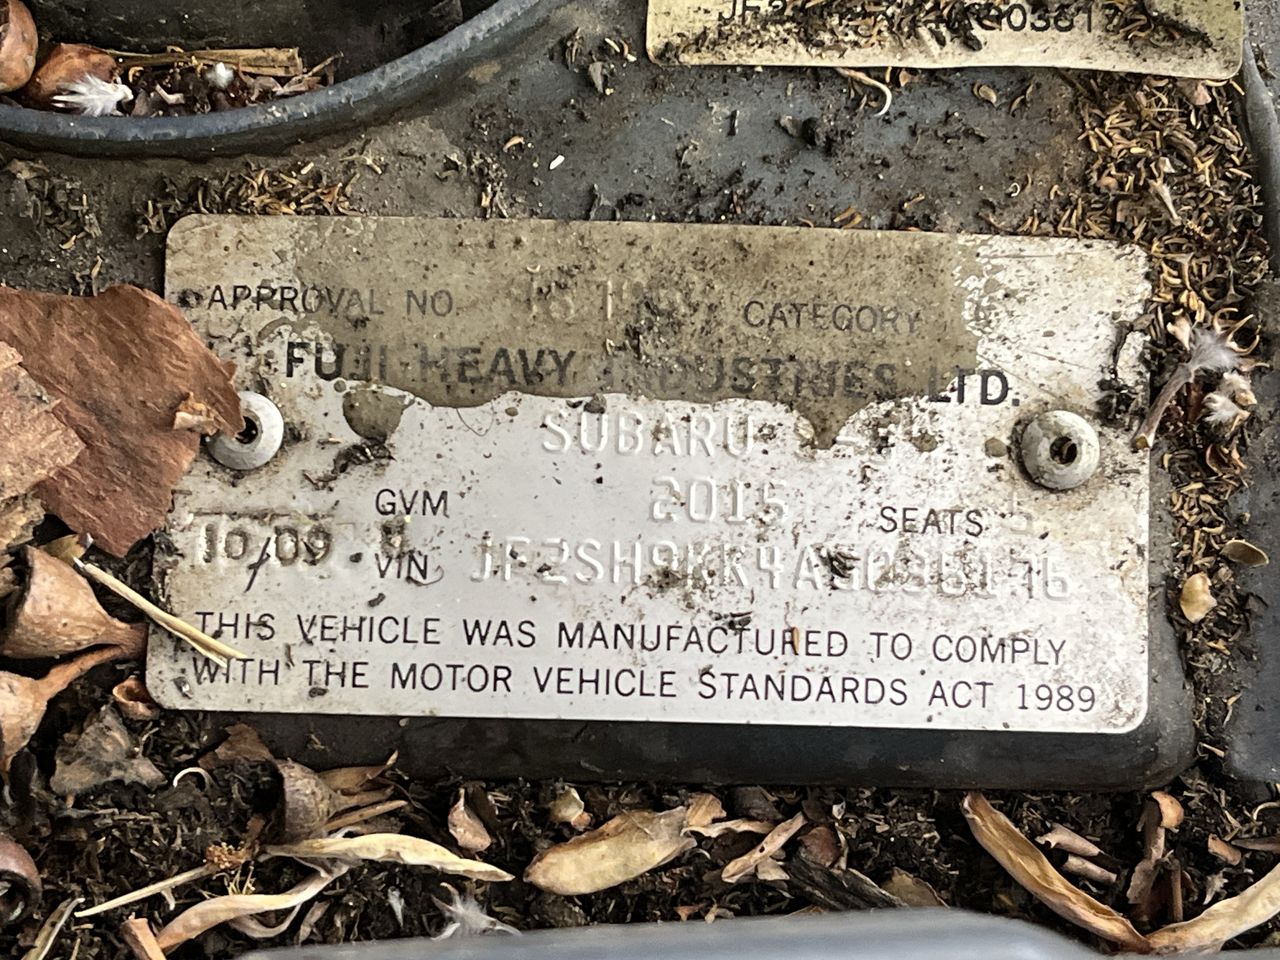 APPROVAL NO. CATEGORY
FUJI HEAVY INDUSTRIES LTD.
SUBARU
GVM 2015 SEATS 5
10/09 VIN
THIS VEHICLE WAS MANUFACTURED TO COMPLY
WITH THE MOTOR VEHICLE STANDARDS ACT 1989